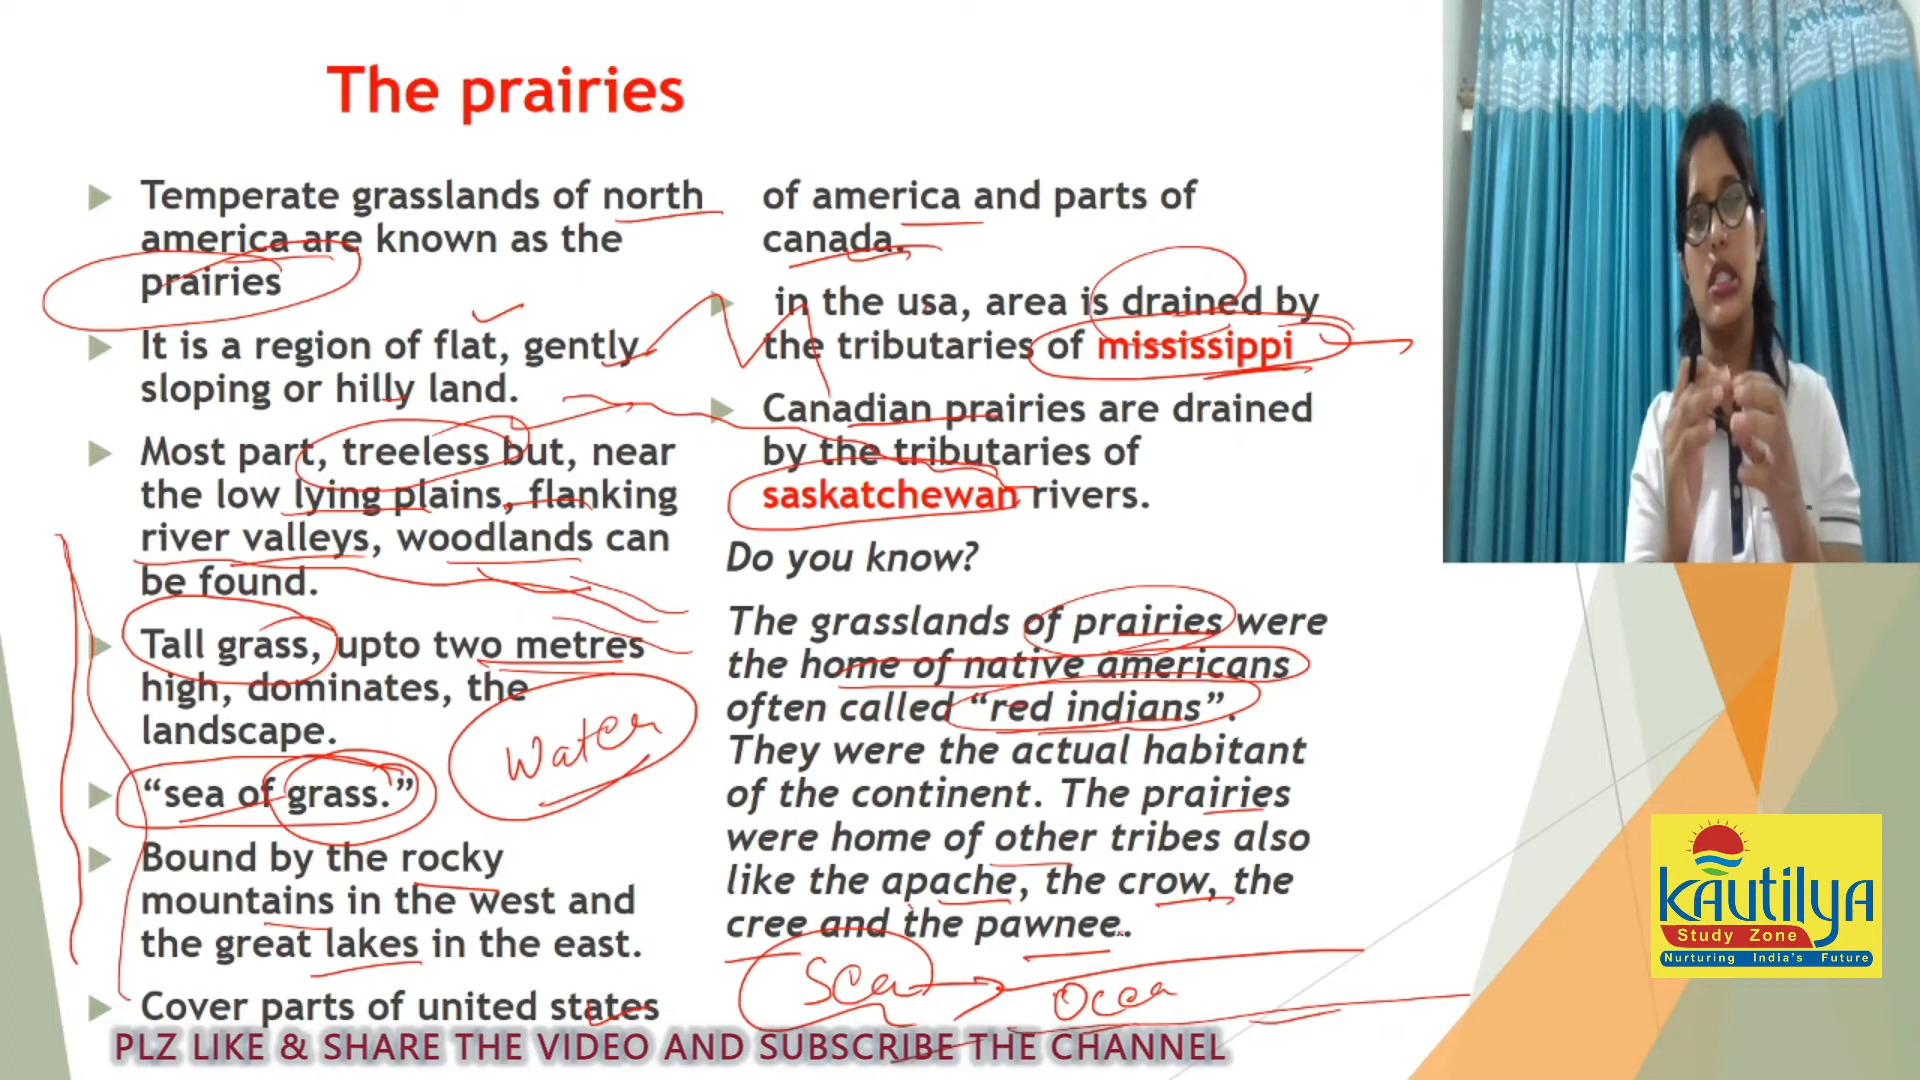 The prairies
Temperate grasslands of north
america are known as the
prairies
It is a region of flat, gently
sloping or hilly land.
Most part, treeless but, near
the low lying plains, flanking
river valleys, woodlands can
be found.
Tall grass, upto two metres
high, dominates, the
landscape.
“sea of grass.”
Water
Bound by the rocky
mountains in the west and
the great lakes in the east.
Cover parts of united states
of america and parts of
canada.
in the usa, area is drained by
the tributaries of mississippi
Canadian prairies are drained
by the tributaries of
saskatchewan rivers.
Do you know?
The grasslands of prairies were
the home of native americans
often called “red indians”.
They were the actual habitant
of the continent. The prairies
were home of other tribes also
like the apache, the crow, the
cree and the pawnee.
Sea
Kautilya
Study Zone
Nurturing India's Future
PLZ LIKE & SHARE THE VIDEO AND SUBSCRIBE THE CHANNEL